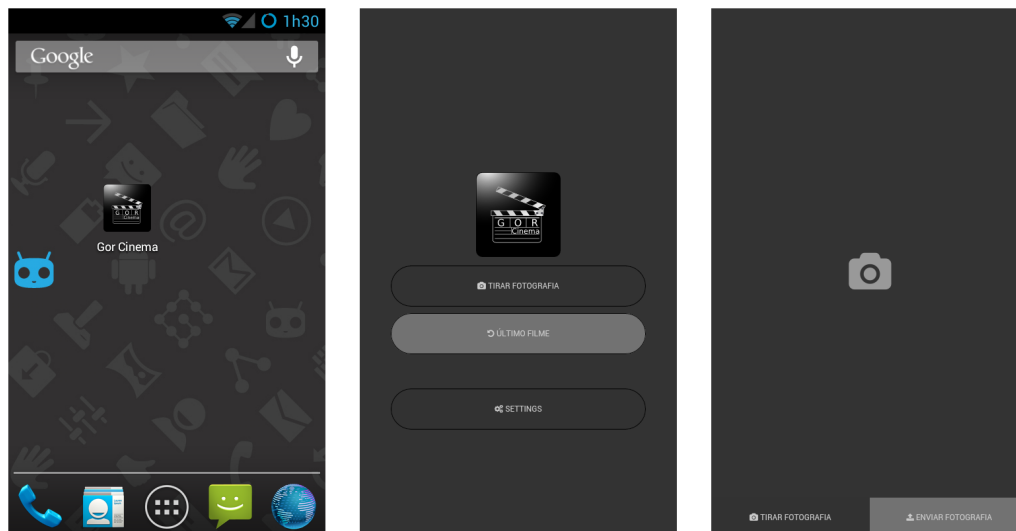 1h30
Google
G O R
Cinema
Gor Cinema
G O R
Cinema
TIRAR FOTOGRAFIA
ÚLTIMO FILME
SETTINGS
TIRAR FOTOGRAFIA
ENVIAR FOTOGRAFIA